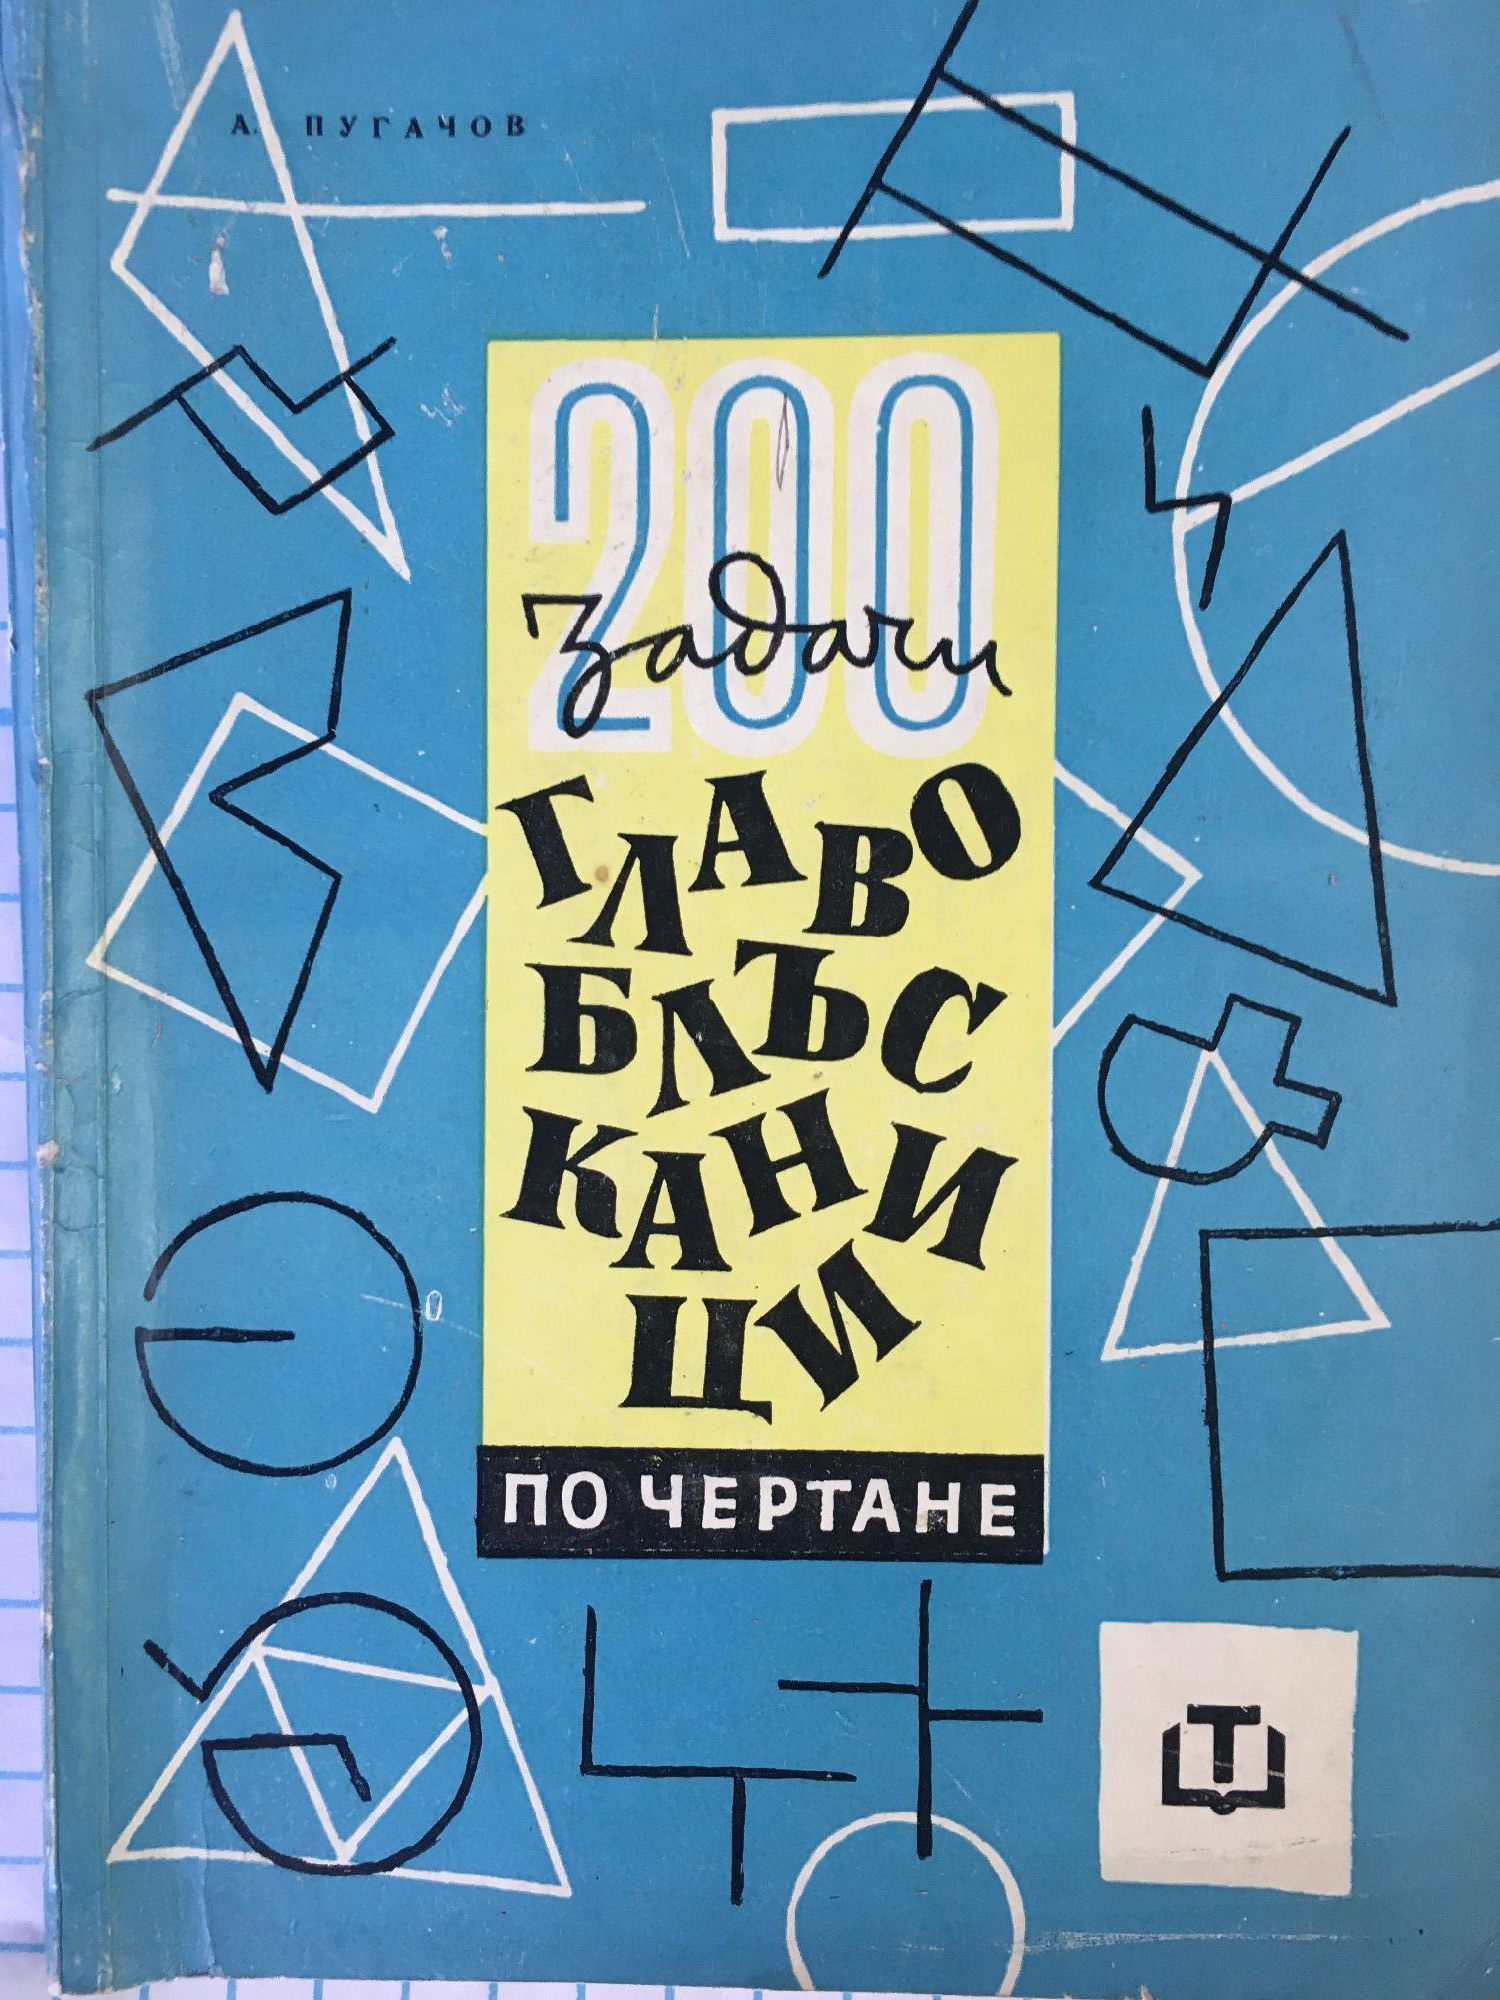 А. ПУГАЧОВ
200
задачи
ГЛАВО
БЛЪС
КАНИ
ЦИ
ПО ЧЕРТАНЕ
Т